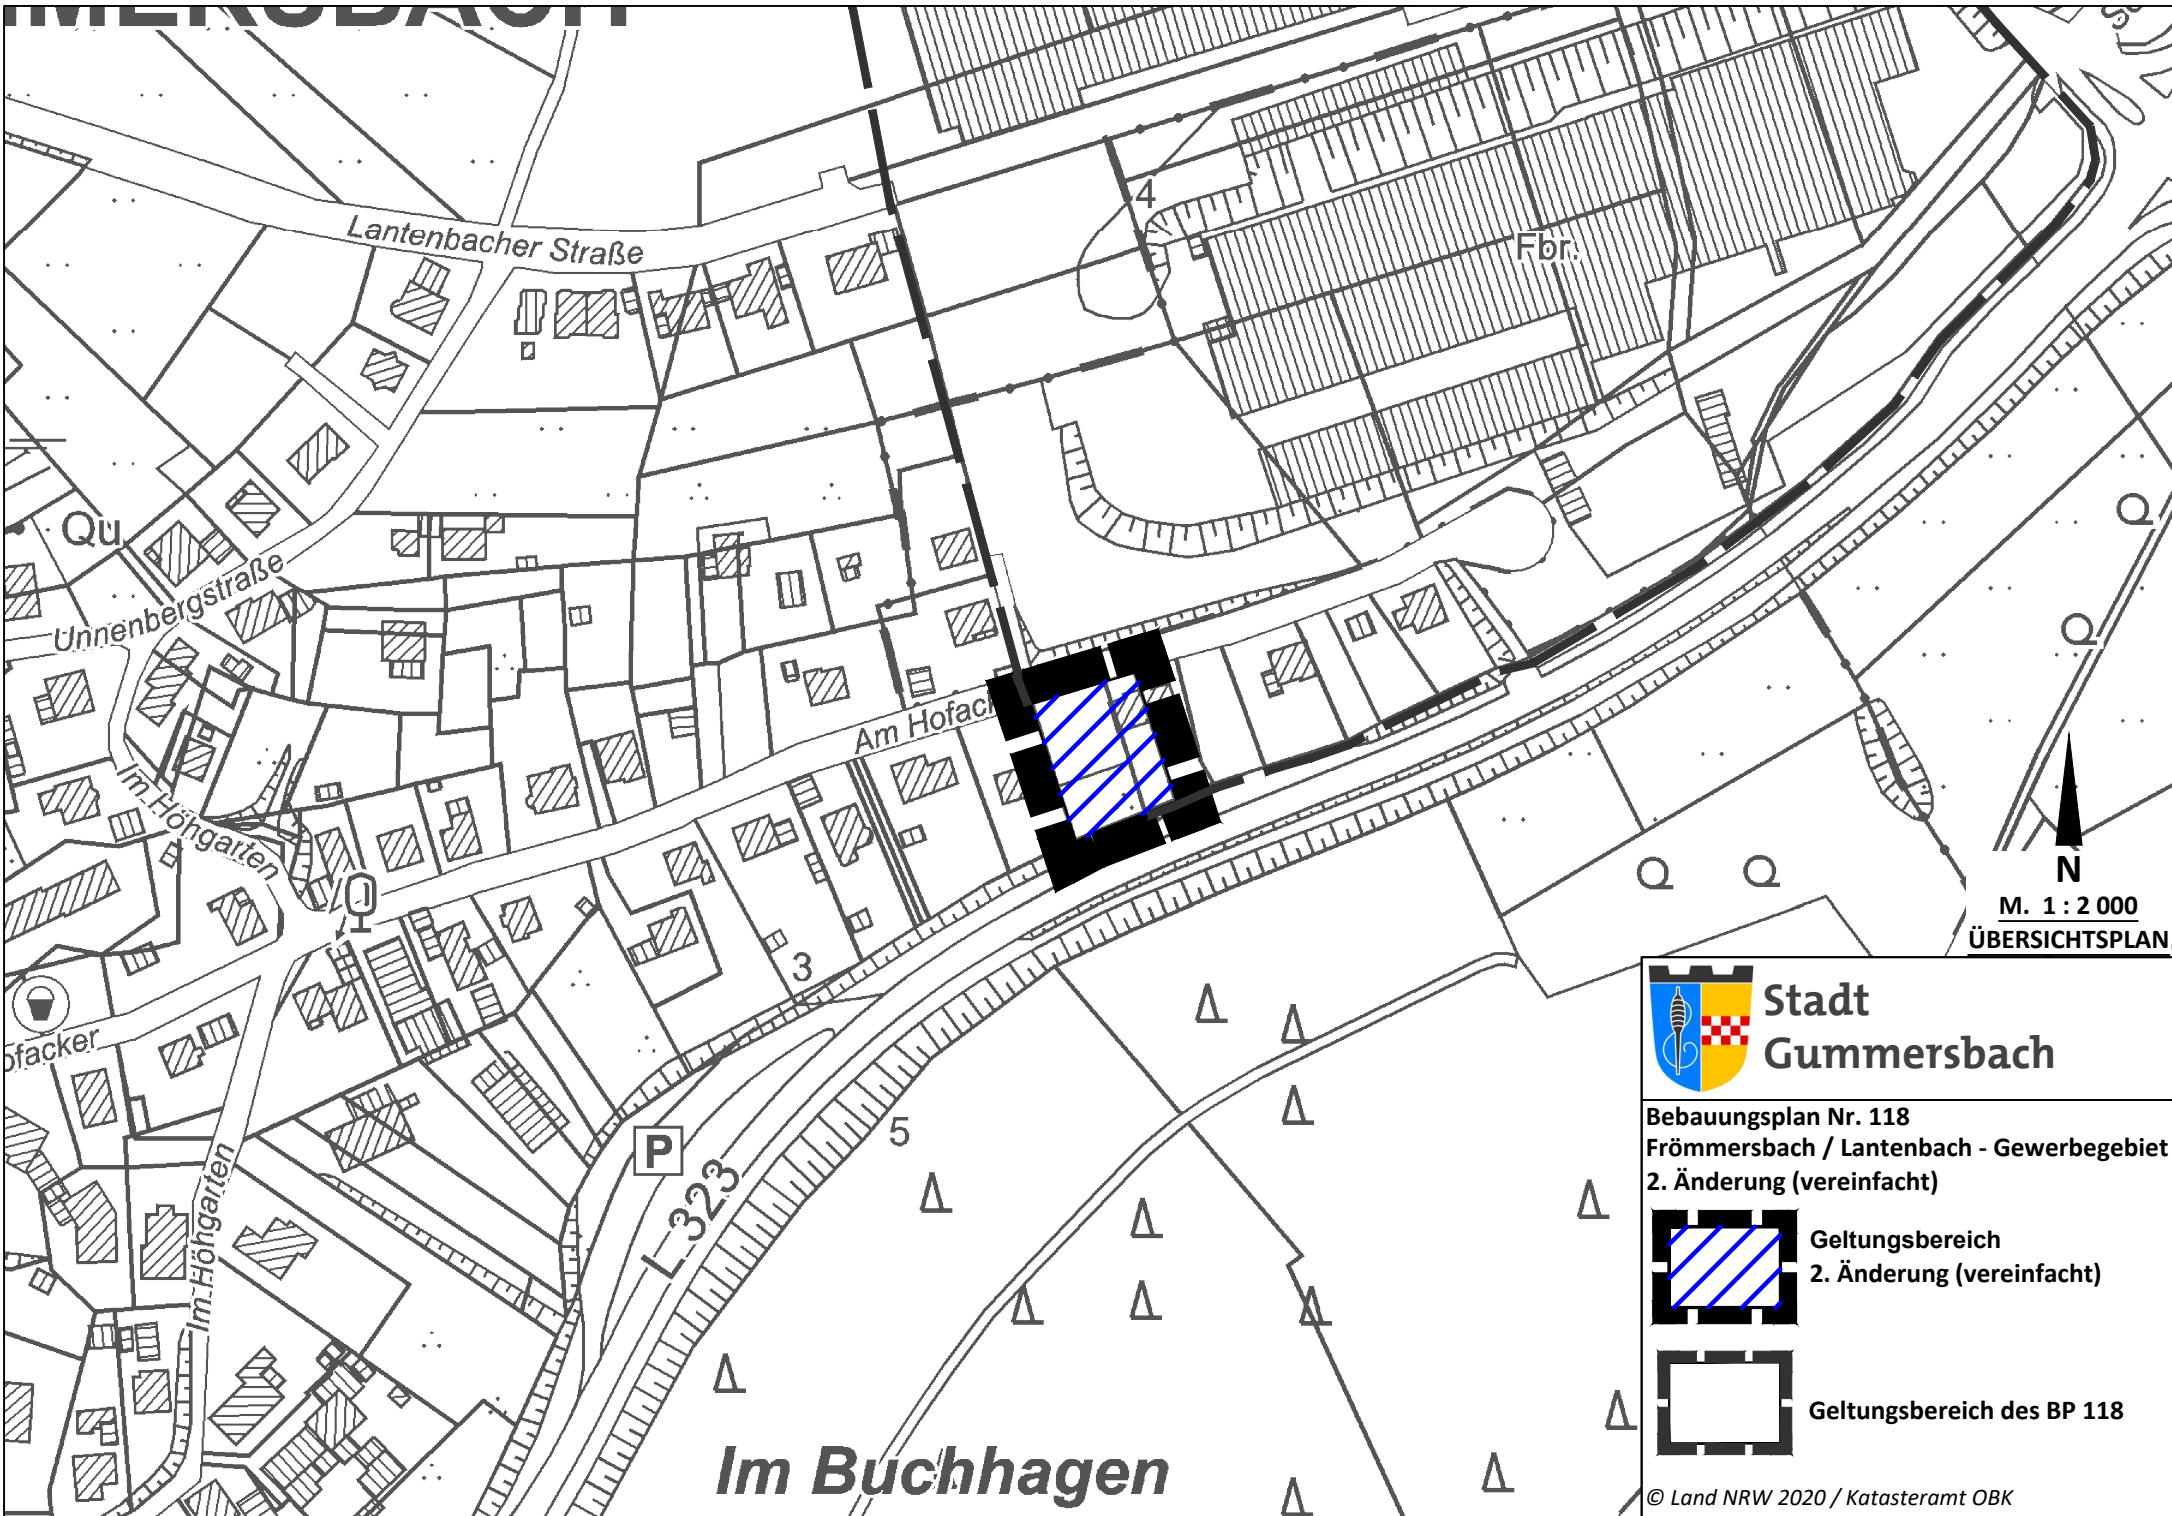 Lantenbacher Straße
4
Fbr.
Qu
Unnenbergstraße
Am Hofack
Im Höhgarten
3
ofacker
5
P
L 323
Im Höhgarten
Im Buchhagen
N
M. 1 : 2 000
ÜBERSICHTSPLAN
Stadt
Gummersbach
Bebauungsplan Nr. 118
Frömmersbach / Lantenbach - Gewerbegebiet
2. Änderung (vereinfacht)
Geltungsbereich
2. Änderung (vereinfacht)
Geltungsbereich des BP 118
© Land NRW 2020 / Katasteramt OBK